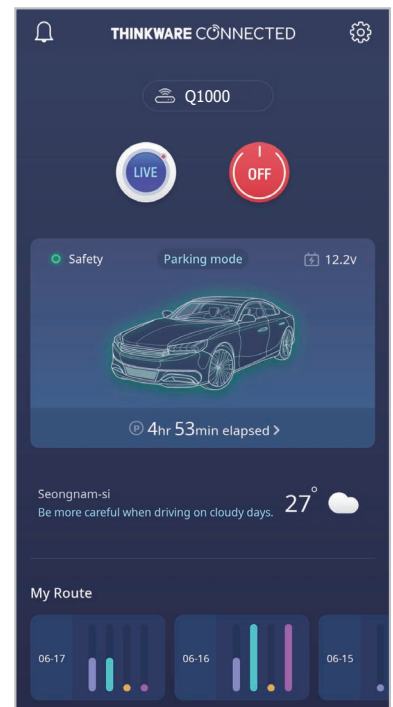 THINKWARE CONNECTED
Q1000
LIVE
OFF
Safety
Parking mode
12.2v
P 4hr 53min elapsed >
Seongnam-si
Be more careful when driving on cloudy days.
27°
My Route
06-17
06-16
06-15